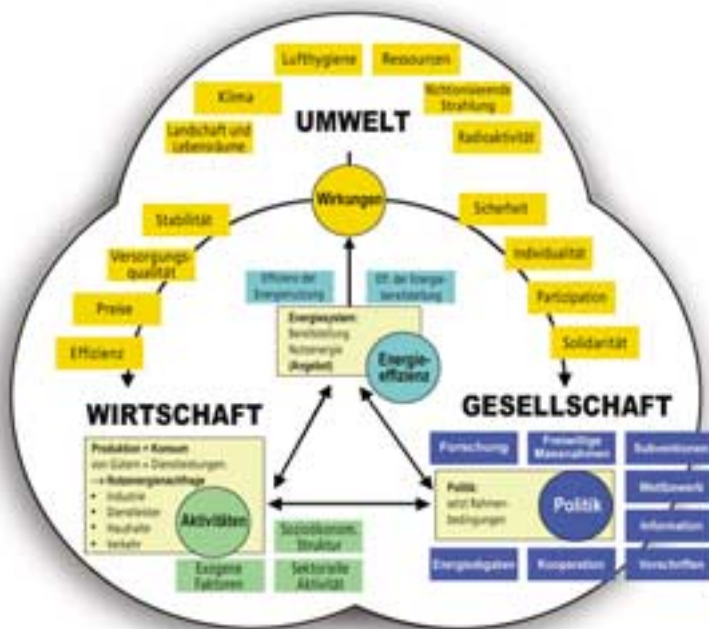 Lufthygiene
Ressourcen
Klima
Nichtionisierende
Strahlung
Landschaft und
Lebensräume
UMWELT
Radioaktivität
Wirkungen
Stabilität
Sicherheit
Versorgungs-
qualität
Individualität
Effizienz der
Energienutzung
Eff. der Energie-
bereitstellung
Preise
Partizipation
Energiesystem:
Bereitstellung
Nutzenergie
(Angebot)
Energie-
effizienz
Effizienz
Solidarität
WIRTSCHAFT
GESELLSCHAFT
Produktion + Konsum
von Gütern + Dienstleistungen:
→ Nutzenergienachfrage
• Industrie
• Dienstleister
• Haushalte
• Verkehr
Aktivitäten
Sozioökonom.
Struktur
Exogene
Faktoren
Sektorielle
Aktivität
Forschung
Freiwillige
Massnahmen
Subventionen
Politik:
setzt Rahmen-
bedingungen
Politik
Wettbewerb
Information
Energieabgaben
Kooperation
Vorschriften